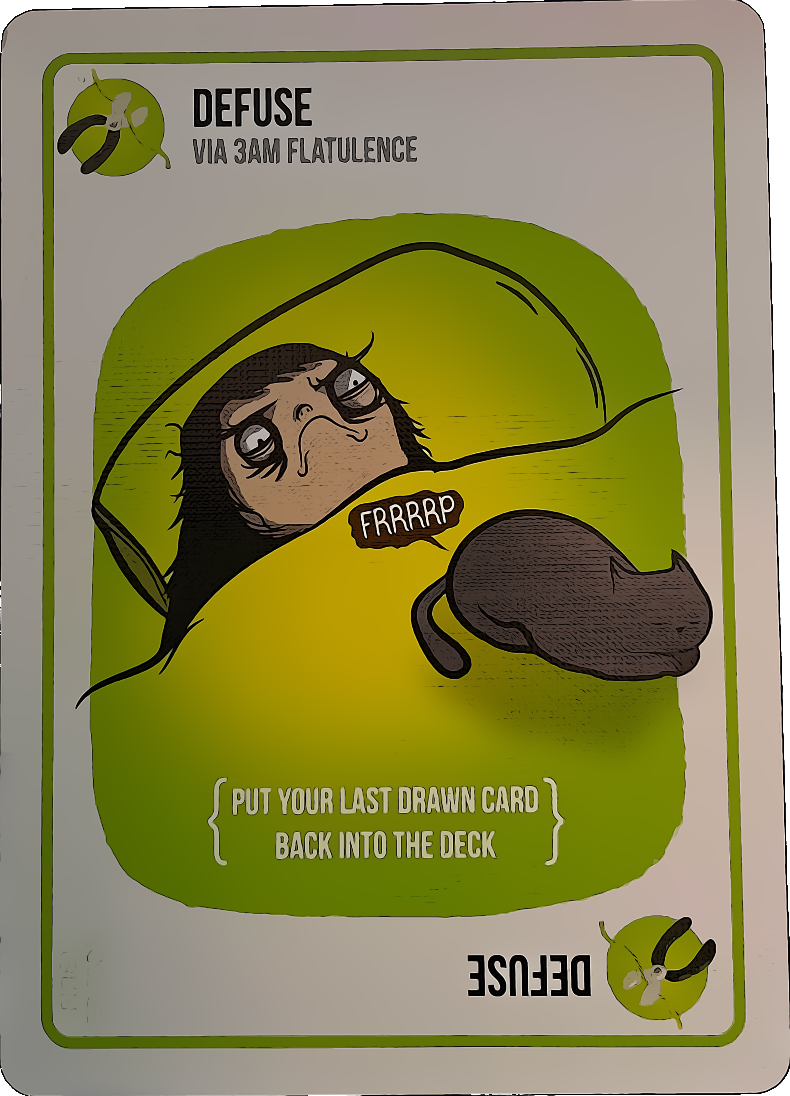 DEFUSE
VIA 3AM FLATULENCE
FRRRRP
PUT YOUR LAST DRAWN CARD
BACK INTO THE DECK
DEFUSE